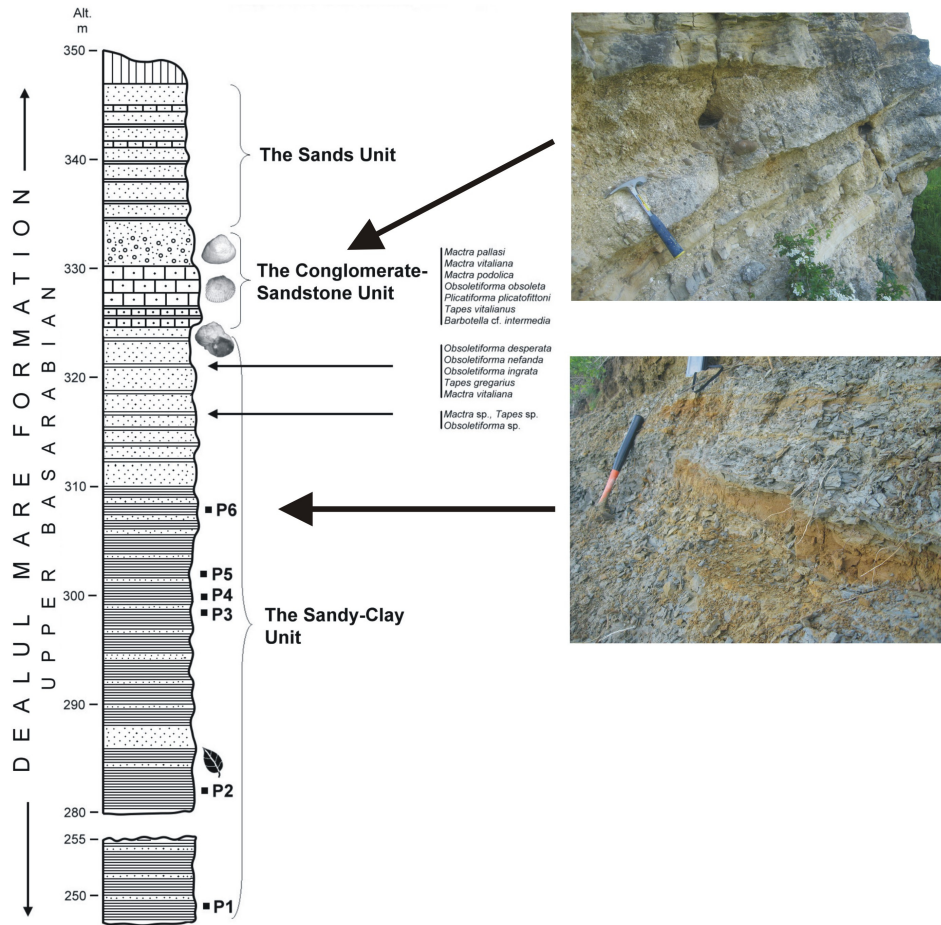 Alt.
m
350
340
330
320
310
300
290
280
255
250
DEALUL MARE FORMATION
UPPER BASARABIAN
The Sands Unit
The Conglomerate-
Sandstone Unit
Mactra pallasi
Mactra vitaliana
Mactra podolica
Obsoletiforma obsoleta
Plicatiforma plicatofittoni
Tapes vitalianus
Barbotella cf. intermedia
Obsoletiforma desperata
Obsoletiforma nefanda
Obsoletiforma ingrata
Tapes gregarius
Mactra vitaliana
Mactra sp., Tapes sp.
Obsoletiforma sp.
P6
P5
P4
P3
The Sandy-Clay
Unit
P2
P1